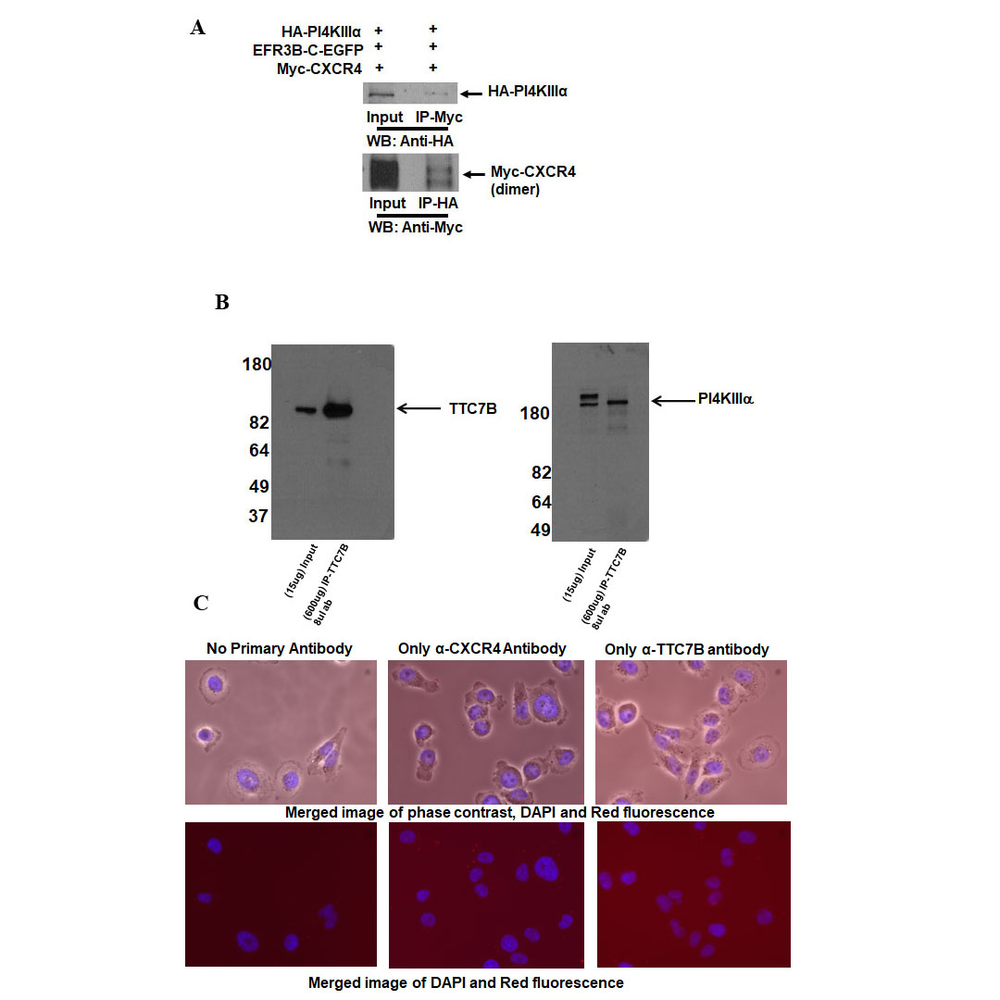 A
HA-PI4KIIIα + +
EFR3B-C-EGFP + +
Myc-CXCR4 + +
HA-PI4KIIIα
Input IP-Myc
WB: Anti-HA
Myc-CXCR4
(dimer)
Input IP-HA
WB: Anti-Myc
B
180
82
64
49
37
TTC7B
(15ug) Input
(600ug) IP-TTC7B
8ul ab
180
82
64
49
PI4KIIIα
(15ug) Input
(600ug) IP-TTC7B
8ul ab
C
No Primary Antibody
Only α-CXCR4 Antibody
Only α-TTC7B antibody
Merged image of phase contrast, DAPI and Red fluorescence
Merged image of DAPI and Red fluorescence